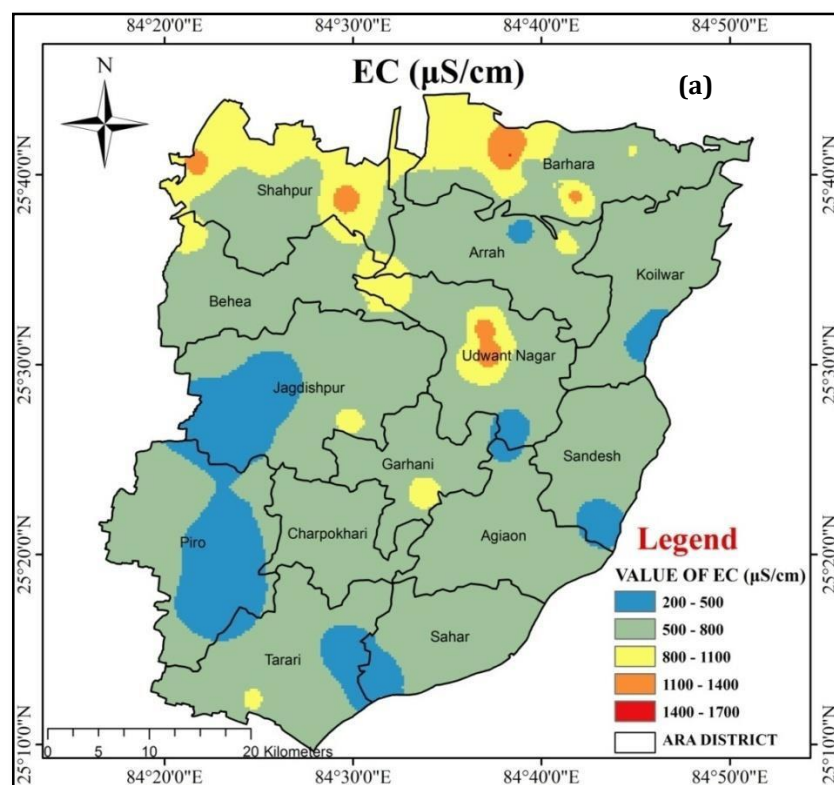 84°20'0"E 84°30'0"E 84°40'0"E 84°50'0"E
EC (µS/cm)
(a)
N
25°40'0"N
25°40'0"N
Barhara
Shahpur
Arrah
Koilwar
Behea
25°30'0"N
25°30'0"N
Udwant Nagar
Jagdishpur
Garhani
Sandesh
Piro
Charpokhari
Agiaon
25°20'0"N
25°20'0"N
Sahar
Tarari
Legend
VALUE OF EC (µS/cm)
200 - 500
500 - 800
800 - 1100
1100 - 1400
1400 - 1700
ARA DISTRICT
0 5 10 20 Kilometers
25°10'0"N
25°10'0"N
84°20'0"E 84°30'0"E 84°40'0"E 84°50'0"E